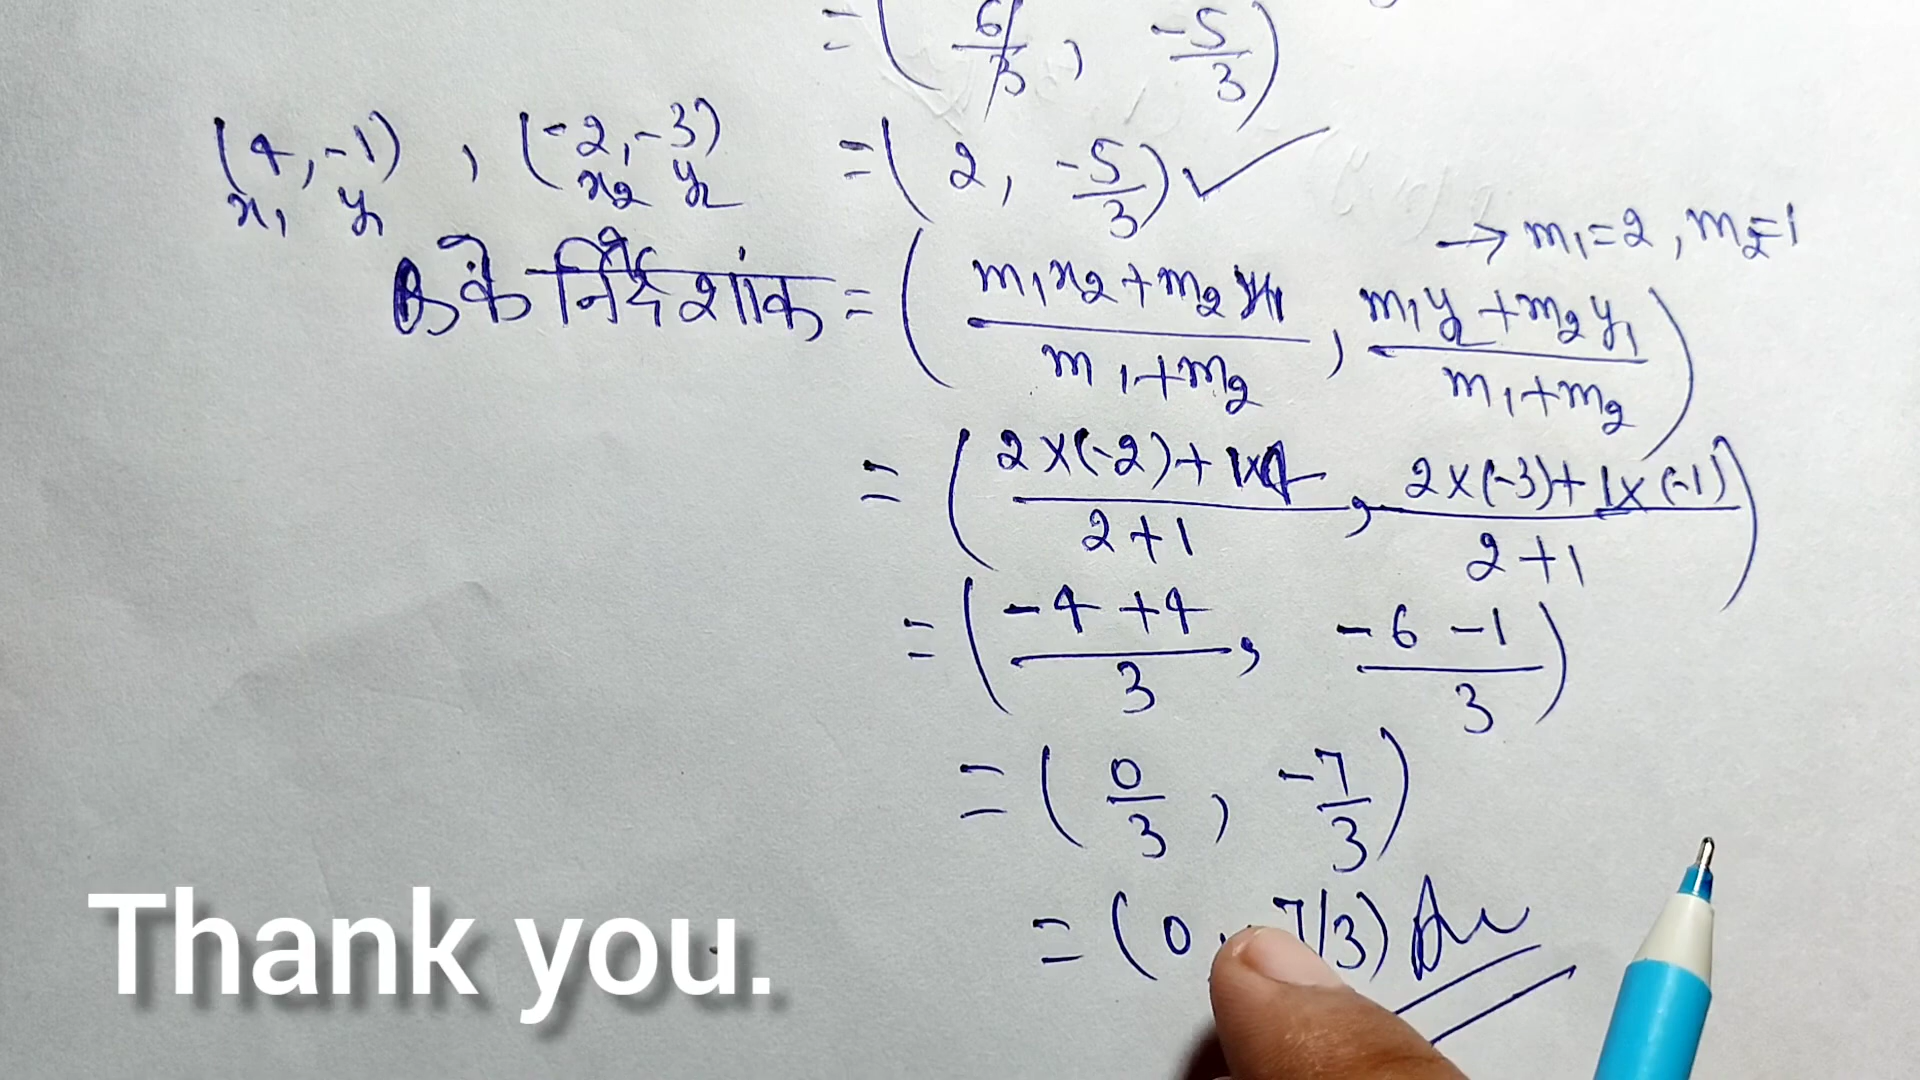 = ( 6/3 , -5/3 )
(4, -1) , (-2, -3) = ( 2, -5/3 ) ✓
x1 y1 x2 y2
→ m1=2, m2=1
B के निर्देशांक = ( m1x2+m2x1 / m1+m2 , m1y2+m2y1 / m1+m2 )
= ( 2×(-2)+1×4 / 2+1 , 2×(-3)+1×(-1) / 2+1 )
= ( -4+4 / 3 , -6-1 / 3 )
= ( 0/3 , -7/3 )
= (0, -7/3)
Thank you.